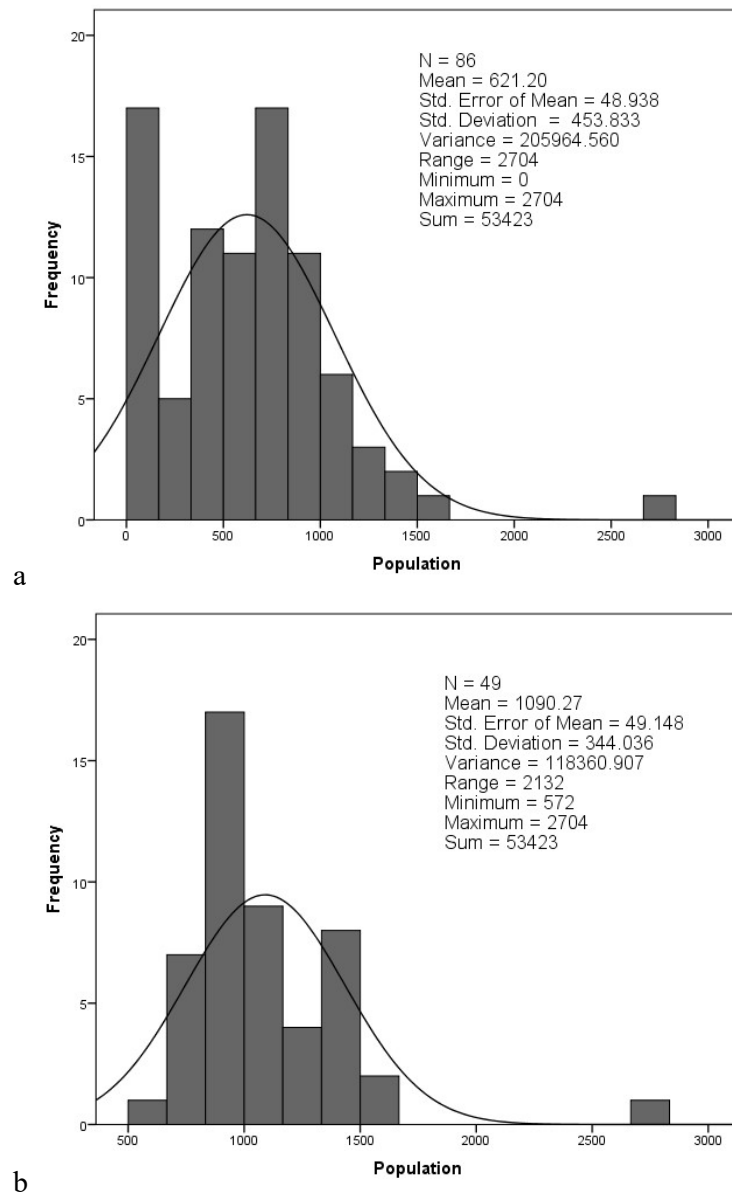 20
15
10
5
0
Frequency
N = 86
Mean = 621.20
Std. Error of Mean = 48.938
Std. Deviation = 453.833
Variance = 205964.560
Range = 2704
Minimum = 0
Maximum = 2704
Sum = 53423
0 500 1000 1500 2000 2500 3000
Population
a
20
15
10
5
0
Frequency
N = 49
Mean = 1090.27
Std. Error of Mean = 49.148
Std. Deviation = 344.036
Variance = 118360.907
Range = 2132
Minimum = 572
Maximum = 2704
Sum = 53423
500 1000 1500 2000 2500 3000
Population
b